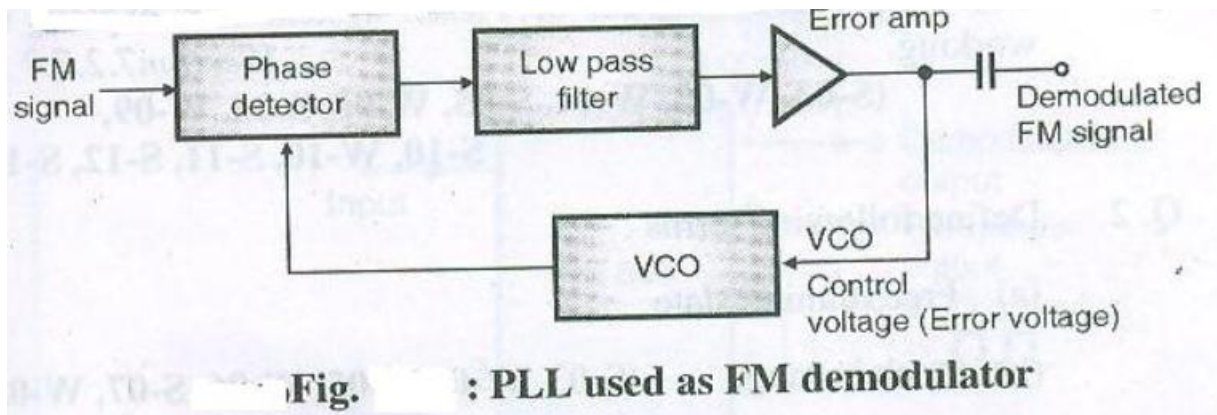 Error amp
FM
signal
Phase
detector
Low pass
filter
Demodulated
FM signal
VCO
VCO
Control
voltage (Error voltage)
Fig. : PLL used as FM demodulator